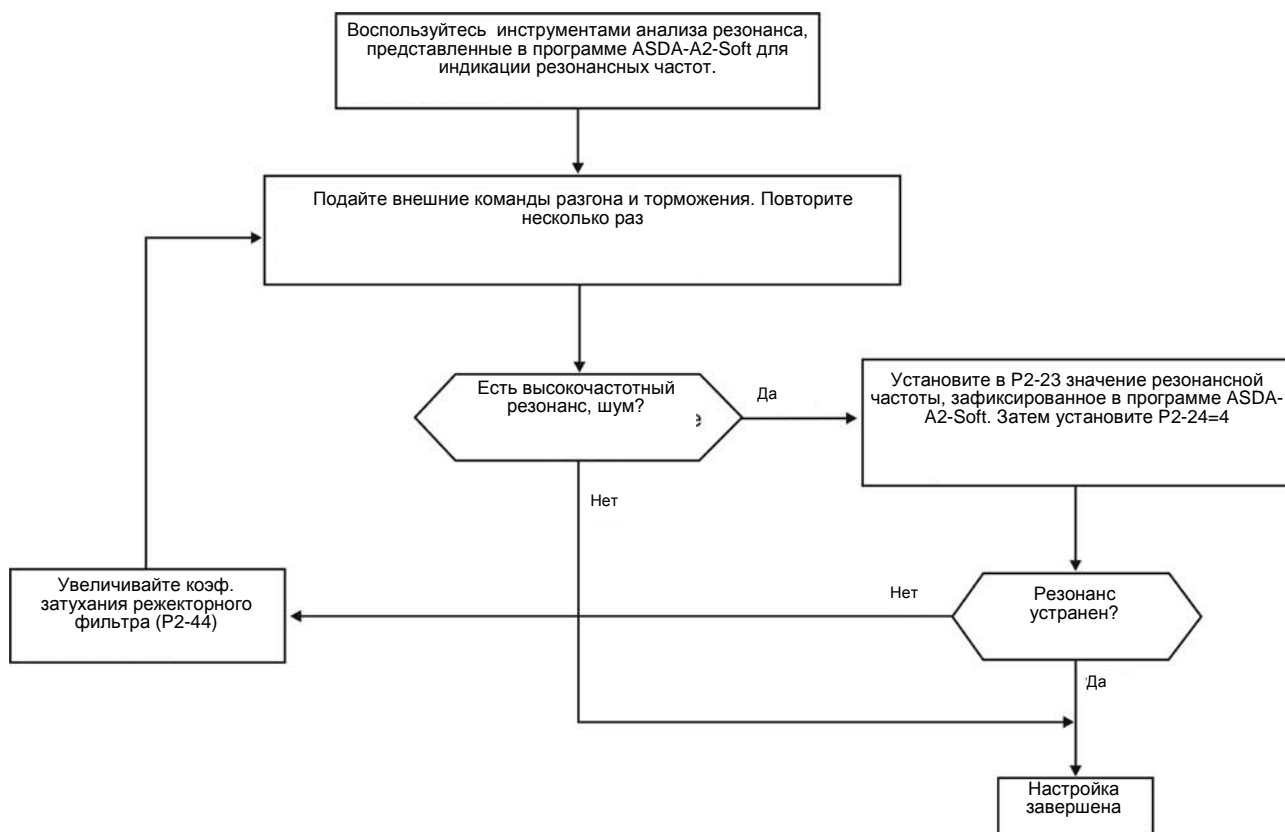 Воспользуйтесь инструментами анализа резонанса,
представленные в программе ASDA-A2-Soft для
индикации резонансных частот.
Подайте внешние команды разгона и торможения. Повторите
несколько раз
Есть высокочастотный
резонанс, шум?
Да
Установите в P2-23 значение резонансной
частоты, зафиксированное в программе ASDA-
A2-Soft. Затем установите P2-24=4
Нет
Увеличивайте коэф.
затухания режекторного
фильтра (P2-44)
Нет
Резонанс
устранен?
Да
Настройка
завершена